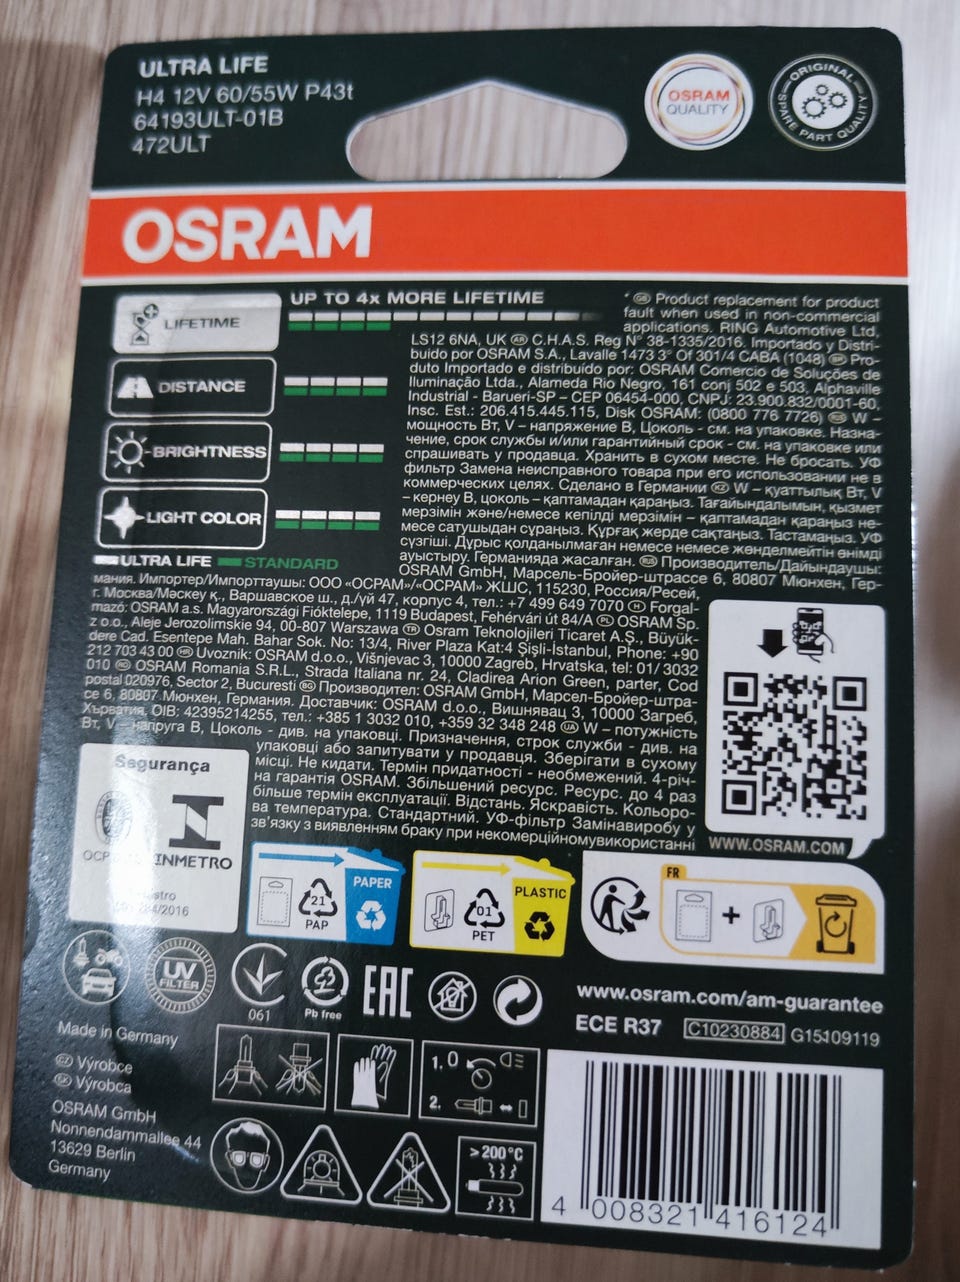 ULTRA LIFE
H4 12V 60/55W P43t
64193ULT-01B
472ULT
OSRAM QUALITY
ORIGINAL SPARE PART QUALITY
OSRAM
UP TO 4x MORE LIFETIME
LIFETIME
DISTANCE
BRIGHTNESS
LIGHT COLOR
ULTRA LIFE STANDARD
* GB Product replacement for product
fault when used in non-commercial
applications. RING Automotive Ltd,
LS12 6NA, UK AR C.H.A.S. Reg N° 38-1335/2016. Importado y Distri-
buido por OSRAM S.A., Lavalle 1473 3° Of 301/4 CABA (1048) BR Pro-
duto Importado e distribuido por: OSRAM Comercio de Soluções de
Iluminação Ltda., Alameda Rio Negro, 161 conj 502 e 503, Alphaville
Industrial - Barueri-SP – CEP 06454-000, CNPJ: 23.900.832/0001-60,
Insc. Est.: 206.415.445.115, Disk OSRAM: (0800 776 7726) RUS W –
мощность Вт, V – напряжение В, Цоколь - см. на упаковке. Назна-
чение, срок службы и/или гарантийный срок - см. на упаковке или
спрашивать у продавца. Хранить в сухом месте. Не бросать. УФ
фильтр Замена неисправного товара при его использовании не в
коммерческих целях. Сделано в Германии KZ W – қуаттылық Вт, V
– кернеу В, цоколь – қаптамадан қараңыз. Тағайындалымын, қызмет
мерзімін және/немесе кепілді мерзімін – қаптамадан қараңыз не-
месе сатушыдан сұраңыз. Құрғақ жерде сақтаңыз. Тастамаңыз. УФ
сүзгіші. Дұрыс қолданылмаған немесе немесе жөнделмейтін өнімді
ауыстыру. Германияда жасалған. RUS Производитель/Дайындаушы:
OSRAM GmbH, Марсель-Бройер-штрассе 6, 80807 Мюнхен, Гер-
мания. Импортер/Импорттаушы: ООО «ОСРАМ»/«ОСРАМ» ЖШС, 115230, Россия/Ресей,
г. Москва/Мәскеу қ., Варшавское ш., д./үй 47, корпус 4, тел.: +7 499 649 7070 H Forgal-
mazó: OSRAM a.s. Magyarországi Fióktelepe, 1119 Budapest, Fehérvári út 84/A PL OSRAM Sp.
z o.o., Aleje Jerozolimskie 94, 00-807 Warszawa TR Osram Teknolojileri Ticaret A.Ş., Büyük-
dere Cad. Esentepe Mah. Bahar Sok. No: 13/4, River Plaza Kat:4 Şişli-İstanbul, Phone: +90
212 703 43 00 HR Uvoznik: OSRAM d.o.o., Višnjevac 3, 10000 Zagreb, Hrvatska, tel: 01/ 3032
010 RO OSRAM Romania S.R.L., Strada Italiana nr. 24, Cladirea Arion Green, parter, Cod
postal 020976, Sector 2, Bucuresti BG Производител: OSRAM GmbH, Марсел-Бройер-штра-
се 6, 80807 Мюнхен, Германия. Доставчик: OSRAM d.o.o., Вишнявац 3, 10000 Загреб,
Хърватия. OIB: 42395214255, тел.: +385 1 3032 010, +359 32 348 248 UA W – потужність
Вт, V – напруга В, Цоколь - див. на упаковці. Призначення, строк служби - див. на
упаковці або запитувати у продавця. Зберігати в сухому
місці. Не кидати. Термін придатності - необмежений. 4-річ-
на гарантія OSRAM. Збільшений ресурс. Ресурс. до 4 раз
більше термін експлуатації. Відстань. Яскравість. Кольоро-
ва температура. Стандартний. УФ-фільтр Замінавиробу у
зв'язку з виявленням браку при некомерційномувикористанні
WWW.OSRAM.COM
Segurança
INMETRO
21
PAP
PAPER
01
PET
PLASTIC
FR
UV
FILTER
061
Pb free
EAC
www.osram.com/am-guarantee
ECE R37 C10230884 G15109119
Made in Germany
CZ Výrobce
SK Výrobca
OSRAM GmbH
Nonnendammallee 44
13629 Berlin
Germany
1. 0
2.
>200°C
4 008321 416124